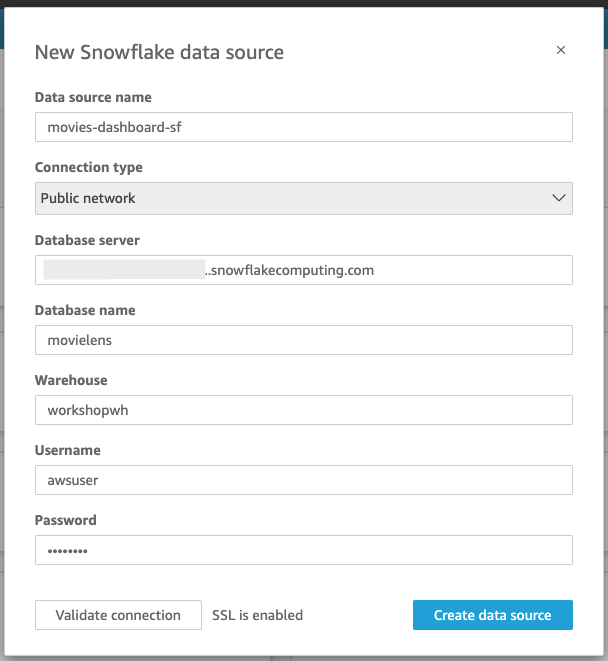 New Snowflake data source
×
Data source name
movies-dashboard-sf
Connection type
Public network
Database server
..snowflakecomputing.com
Database name
movielens
Warehouse
workshopwh
Username
awsuser
Password
••••••••
Validate connection SSL is enabled Create data source